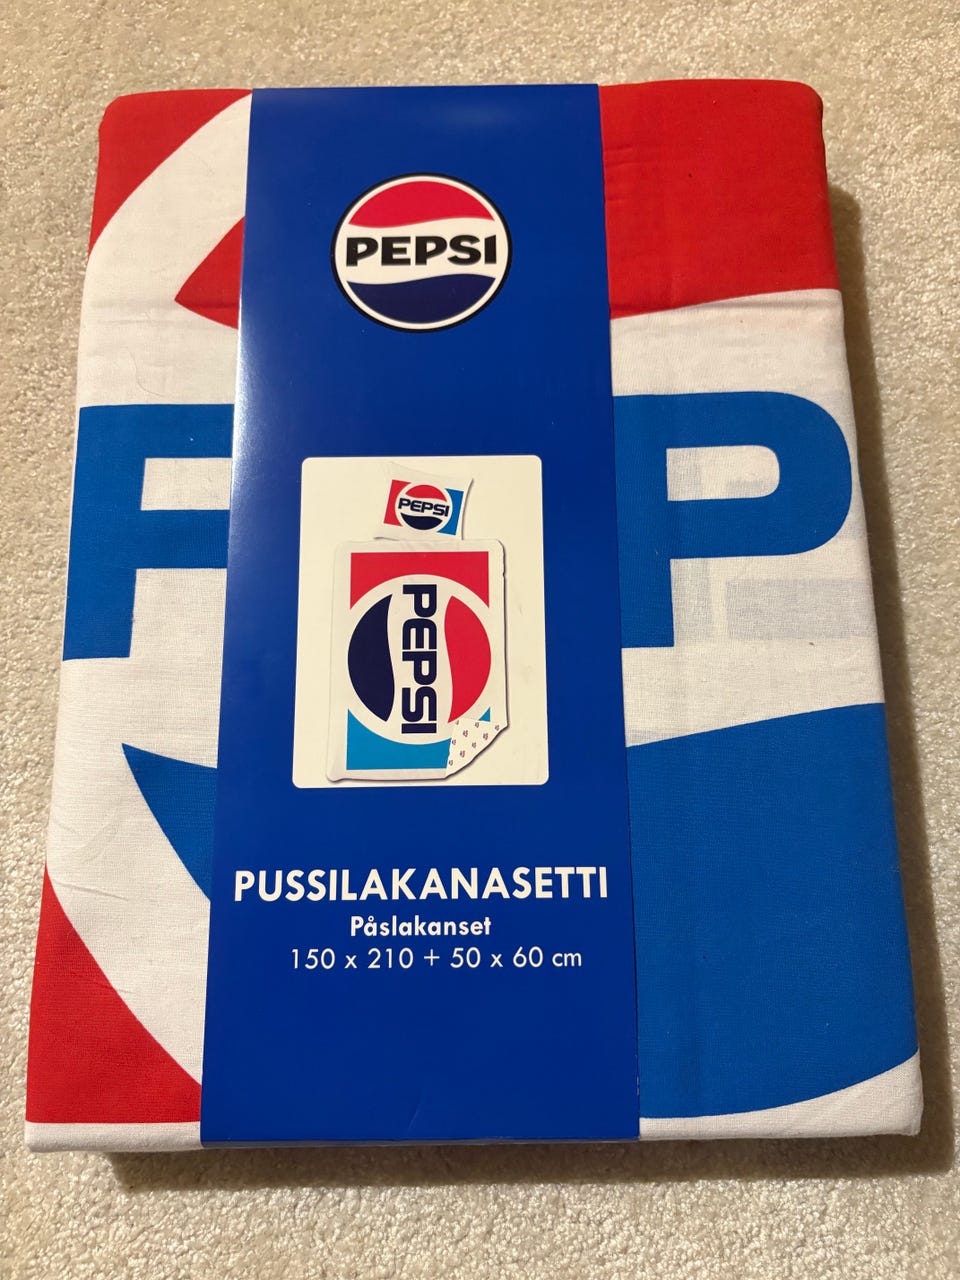 PEPSI
P P
PEPSI
PEPSI
PUSSILAKANASETTI
Påslakanset
150 x 210 + 50 x 60 cm